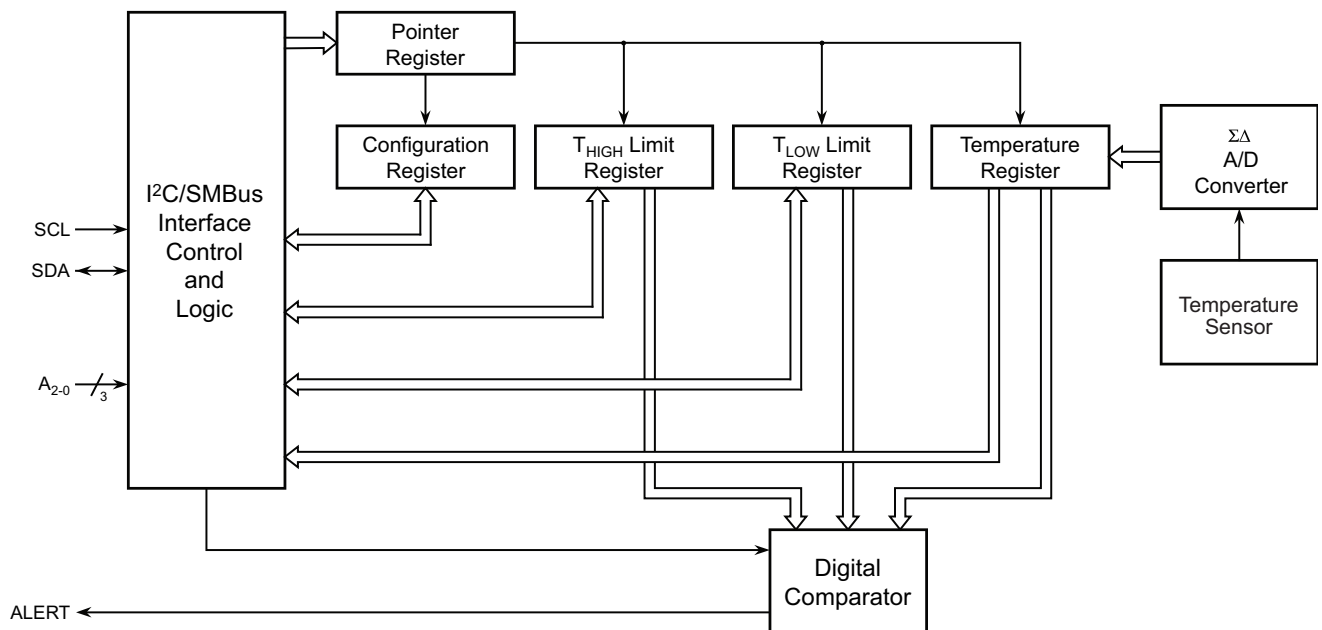 Pointer
Register
Configuration
Register
T_HIGH Limit
Register
T_LOW Limit
Register
Temperature
Register
ΣΔ
A/D
Converter
I²C/SMBus
Interface
Control
and
Logic
SCL
SDA
A₂₋₀
3
Temperature
Sensor
Digital
Comparator
ALERT